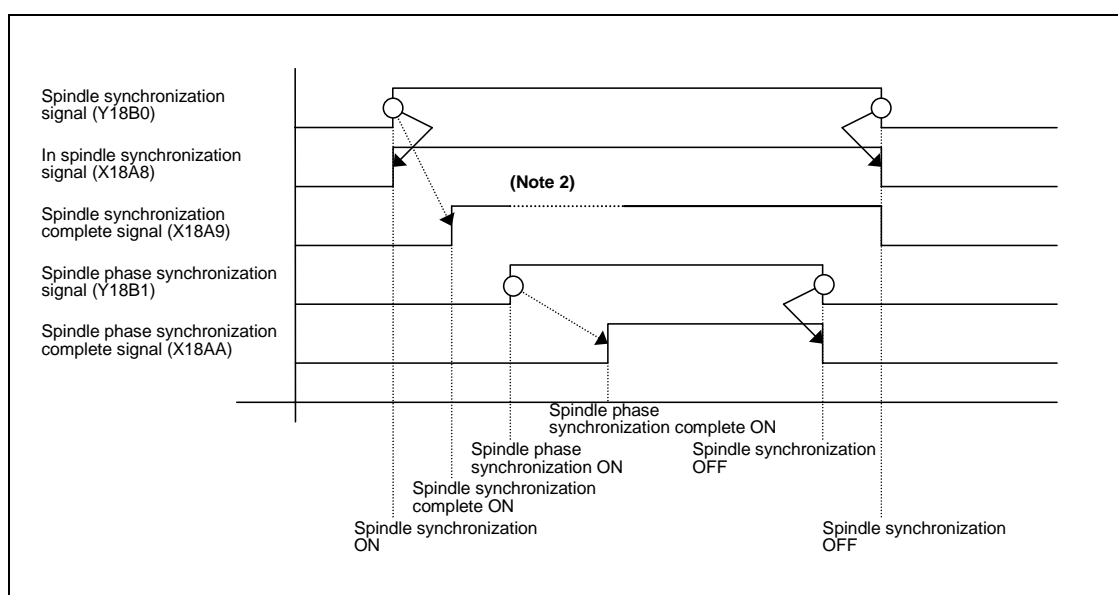 Spindle synchronization
signal (Y18B0)
In spindle synchronization
signal (X18A8)
(Note 2)
Spindle synchronization
complete signal (X18A9)
Spindle phase synchronization
signal (Y18B1)
Spindle phase synchronization
complete signal (X18AA)
Spindle phase
synchronization complete ON
Spindle phase
synchronization ON
Spindle synchronization
OFF
Spindle synchronization
complete ON
Spindle synchronization
ON
Spindle synchronization
OFF